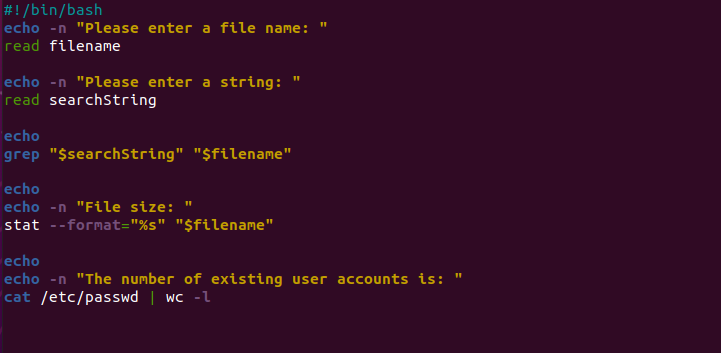 #!/bin/bash
echo -n "Please enter a file name: "
read filename
echo -n "Please enter a string: "
read searchString
echo
grep "$searchString" "$filename"
echo
echo -n "File size: "
stat --format="%s" "$filename"
echo
echo -n "The number of existing user accounts is: "
cat /etc/passwd | wc -l